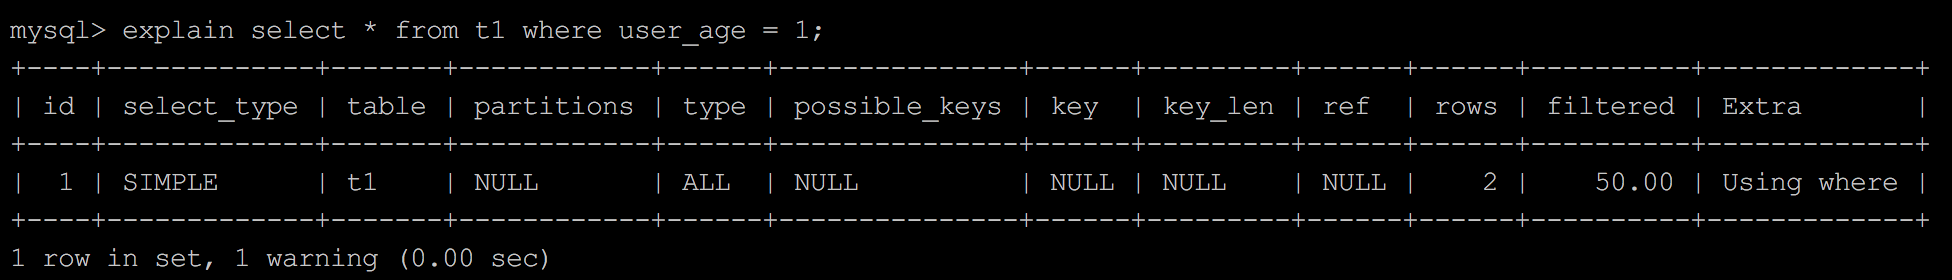 mysql> explain select * from t1 where user_age = 1;
+----+-------------+-------+------------+------+---------------+------+---------+------+------+----------+-------------+
| id | select_type | table | partitions | type | possible_keys | key  | key_len | ref  | rows | filtered | Extra       |
+----+-------------+-------+------------+------+---------------+------+---------+------+------+----------+-------------+
|  1 | SIMPLE      | t1    | NULL       | ALL  | NULL          | NULL | NULL    | NULL |    2 |    50.00 | Using where |
+----+-------------+-------+------------+------+---------------+------+---------+------+------+----------+-------------+
1 row in set, 1 warning (0.00 sec)